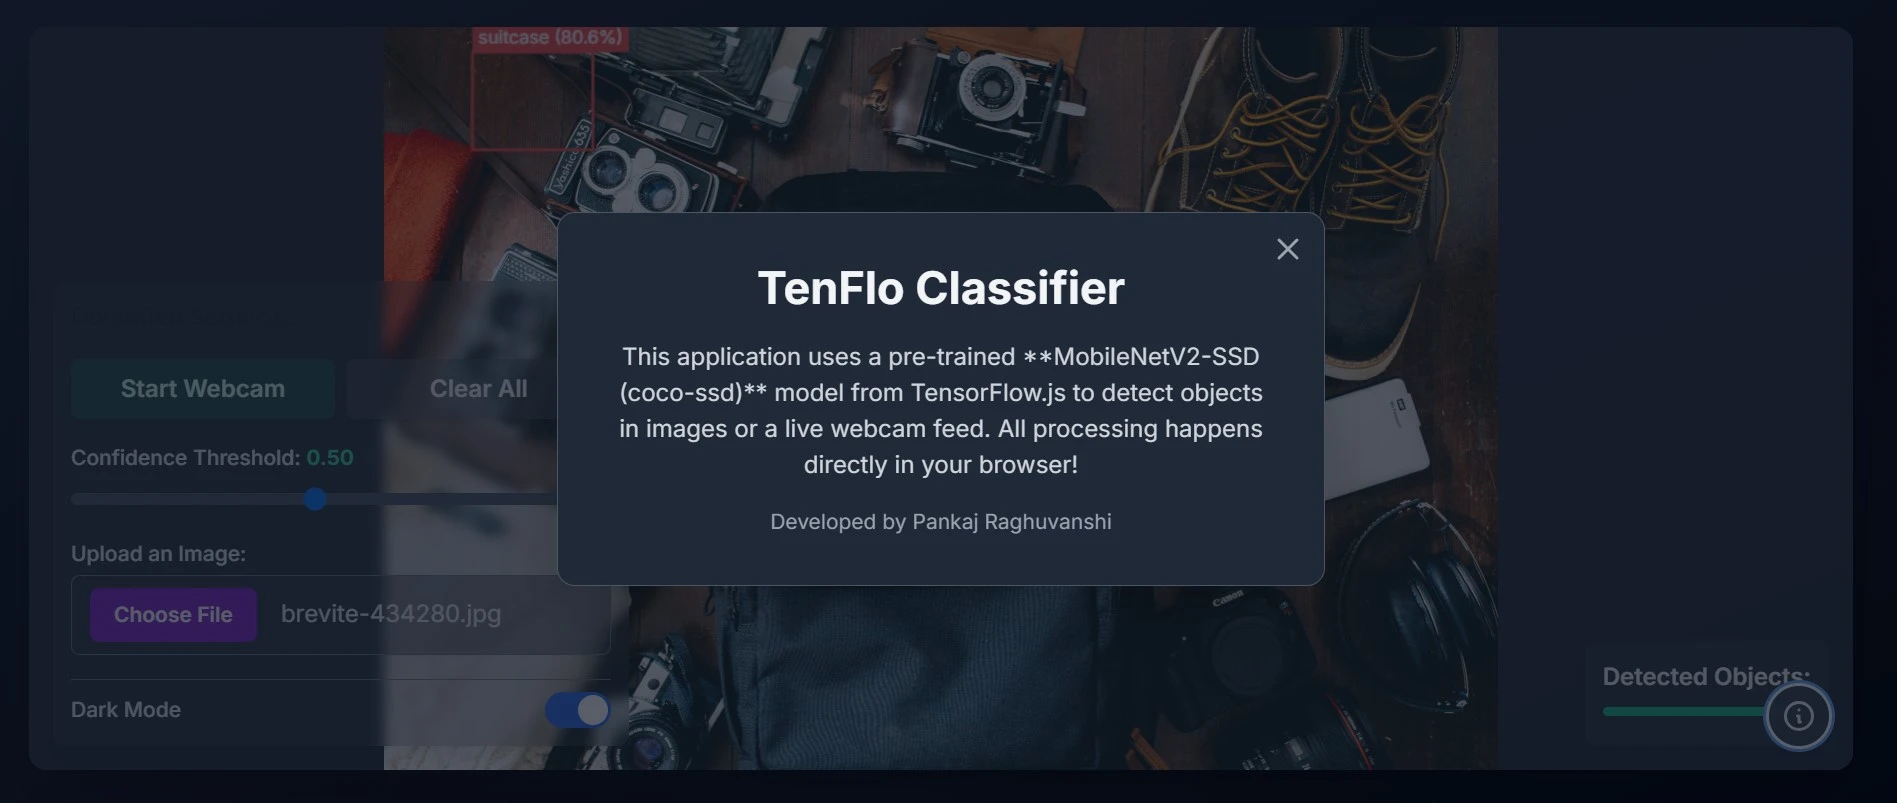 suitcase (80.6%)
Yashica 635
TenFlo Classifier
This application uses a pre-trained **MobileNetV2-SSD
(coco-ssd)** model from TensorFlow.js to detect objects
in images or a live webcam feed. All processing happens
directly in your browser!
Developed by Pankaj Raghuvanshi
Start Webcam
Clear All
Confidence Threshold: 0.50
Upload an Image:
Choose File
brevite-434280.jpg
Dark Mode
Canon
Detected Objects: